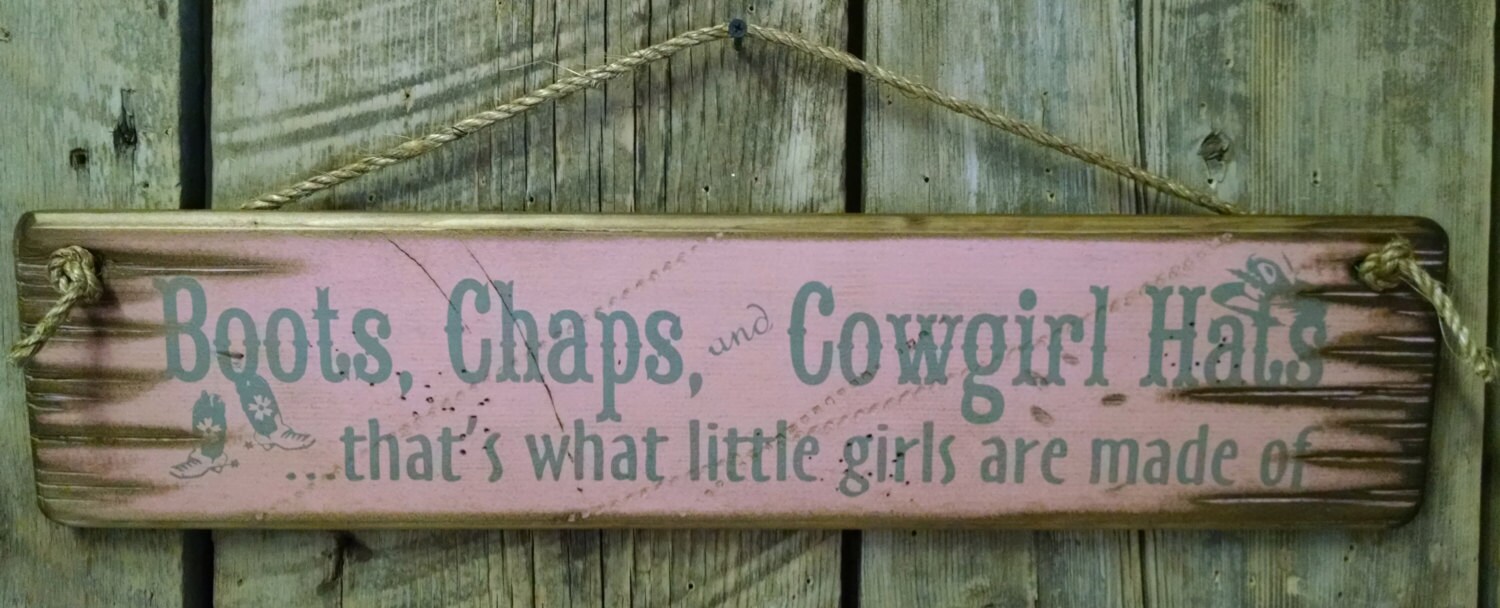 Boots, Chaps, and Cowgirl Hats
...that's what little girls are made of